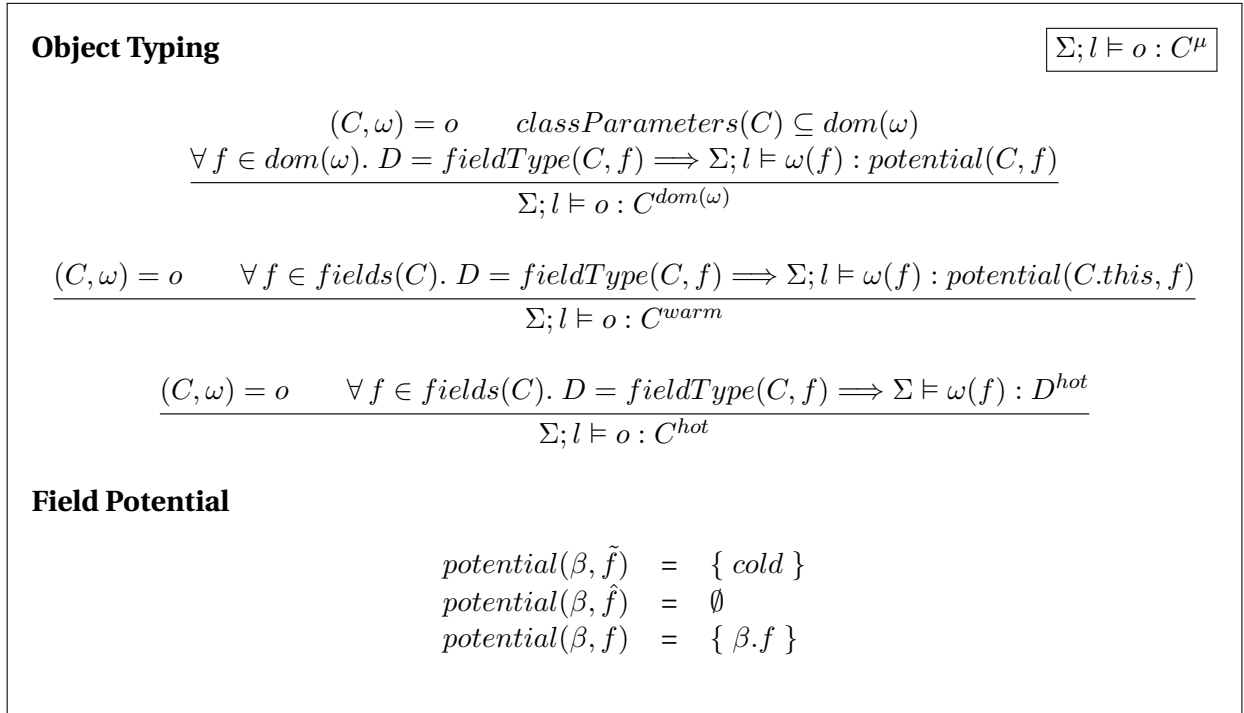 Object Typing Σ; l ⊨ o : C^μ
(C, ω) = o classParameters(C) ⊆ dom(ω)
∀ f ∈ dom(ω). D = fieldType(C, f) ⟹ Σ; l ⊨ ω(f) : potential(C, f)
Σ; l ⊨ o : C^dom(ω)
(C, ω) = o ∀ f ∈ fields(C). D = fieldType(C, f) ⟹ Σ; l ⊨ ω(f) : potential(C.this, f)
Σ; l ⊨ o : C^warm
(C, ω) = o ∀ f ∈ fields(C). D = fieldType(C, f) ⟹ Σ ⊨ ω(f) : D^hot
Σ; l ⊨ o : C^hot
Field Potential
potential(β, f̃) = { cold }
potential(β, f̂) = ∅
potential(β, f) = { β.f }